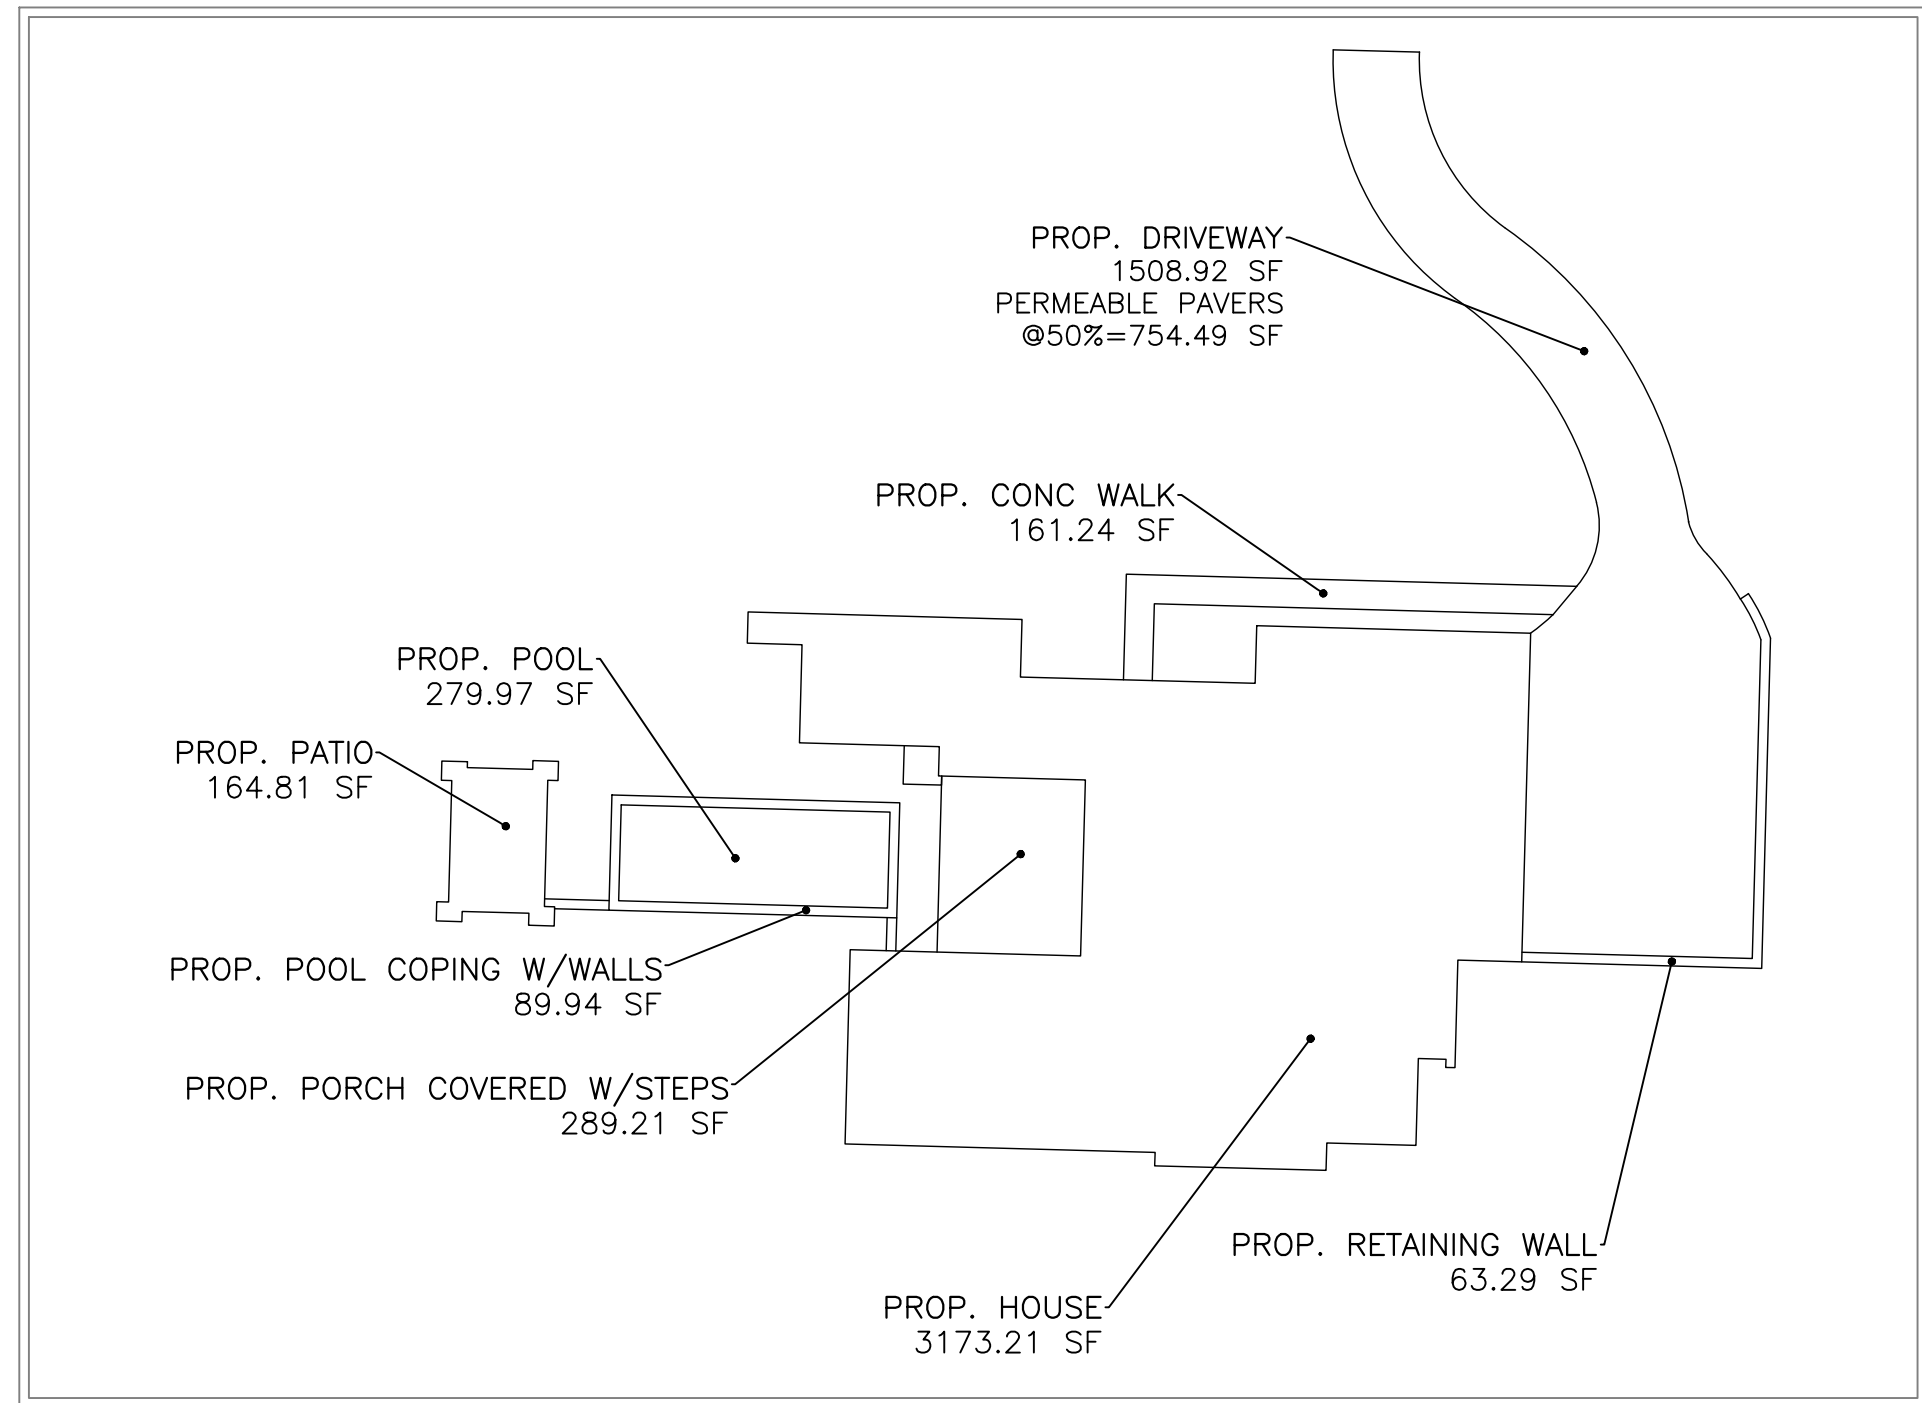 PROP. DRIVEWAY
1508.92 SF
PERMEABLE PAVERS
@50%=754.49 SF
PROP. CONC WALK
161.24 SF
PROP. POOL
279.97 SF
PROP. PATIO
164.81 SF
PROP. POOL COPING W/WALLS
89.94 SF
PROP. PORCH COVERED W/STEPS
289.21 SF
PROP. RETAINING WALL
63.29 SF
PROP. HOUSE
3173.21 SF